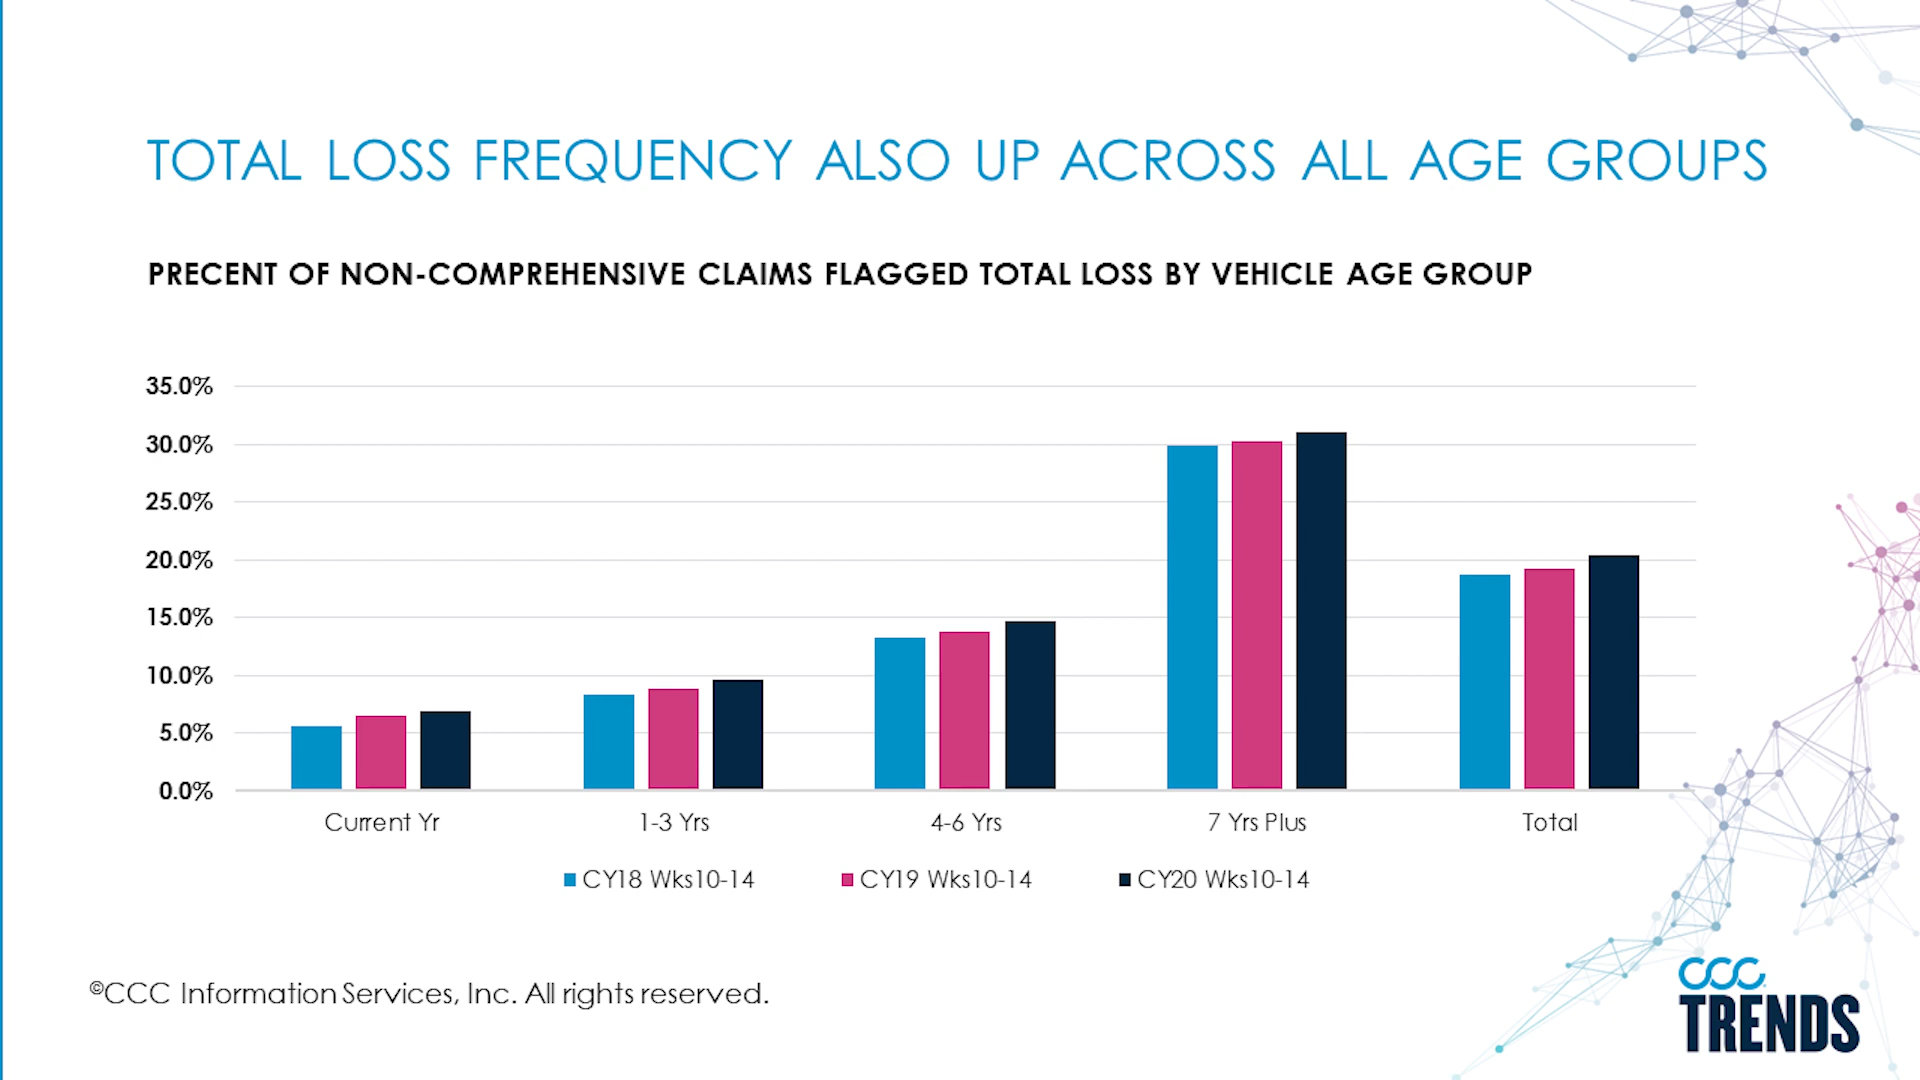 TOTAL LOSS FREQUENCY ALSO UP ACROSS ALL AGE GROUPS
PRECENT OF NON-COMPREHENSIVE CLAIMS FLAGGED TOTAL LOSS BY VEHICLE AGE GROUP
35.0%
30.0%
25.0%
20.0%
15.0%
10.0%
5.0%
0.0%
Current Yr 1-3 Yrs 4-6 Yrs 7 Yrs Plus Total
CY18 Wks10-14 CY19 Wks10-14 CY20 Wks10-14
©CCC Information Services, Inc. All rights reserved.
CCC
TRENDS